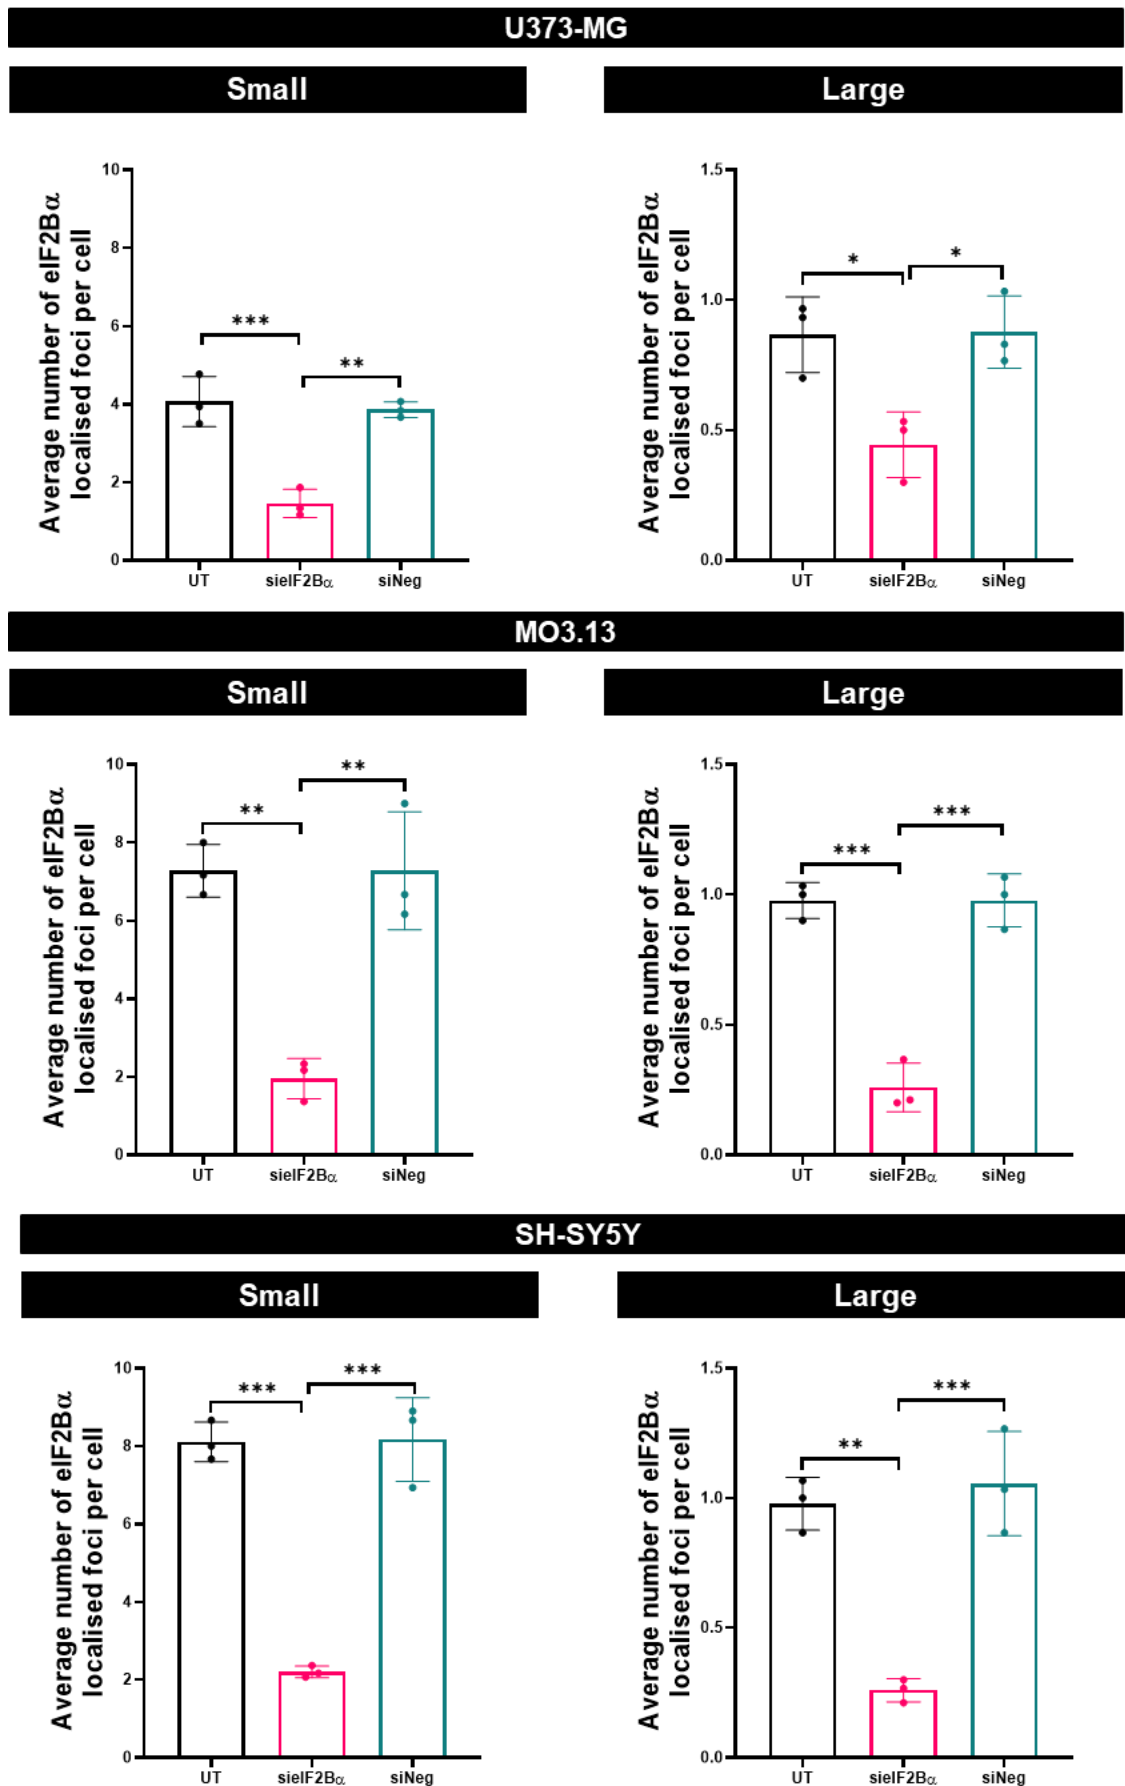 U373-MG
Small
Large
Average number of eIF2Bα
localised foci per cell
10
8
6
4
2
0
***
**
UT
sieIF2Bα
siNeg
Average number of eIF2Bα
localised foci per cell
1.5
1.0
0.5
0.0
*
*
UT
sieIF2Bα
siNeg
MO3.13
Small
Large
Average number of eIF2Bα
localised foci per cell
10
8
6
4
2
0
**
**
UT
sieIF2Bα
siNeg
Average number of eIF2Bα
localised foci per cell
1.5
1.0
0.5
0.0
***
***
UT
sieIF2Bα
siNeg
SH-SY5Y
Small
Large
Average number of eIF2Bα
localised foci per cell
10
8
6
4
2
0
***
***
UT
sieIF2Bα
siNeg
Average number of eIF2Bα
localised foci per cell
1.5
1.0
0.5
0.0
**
***
UT
sieIF2Bα
siNeg